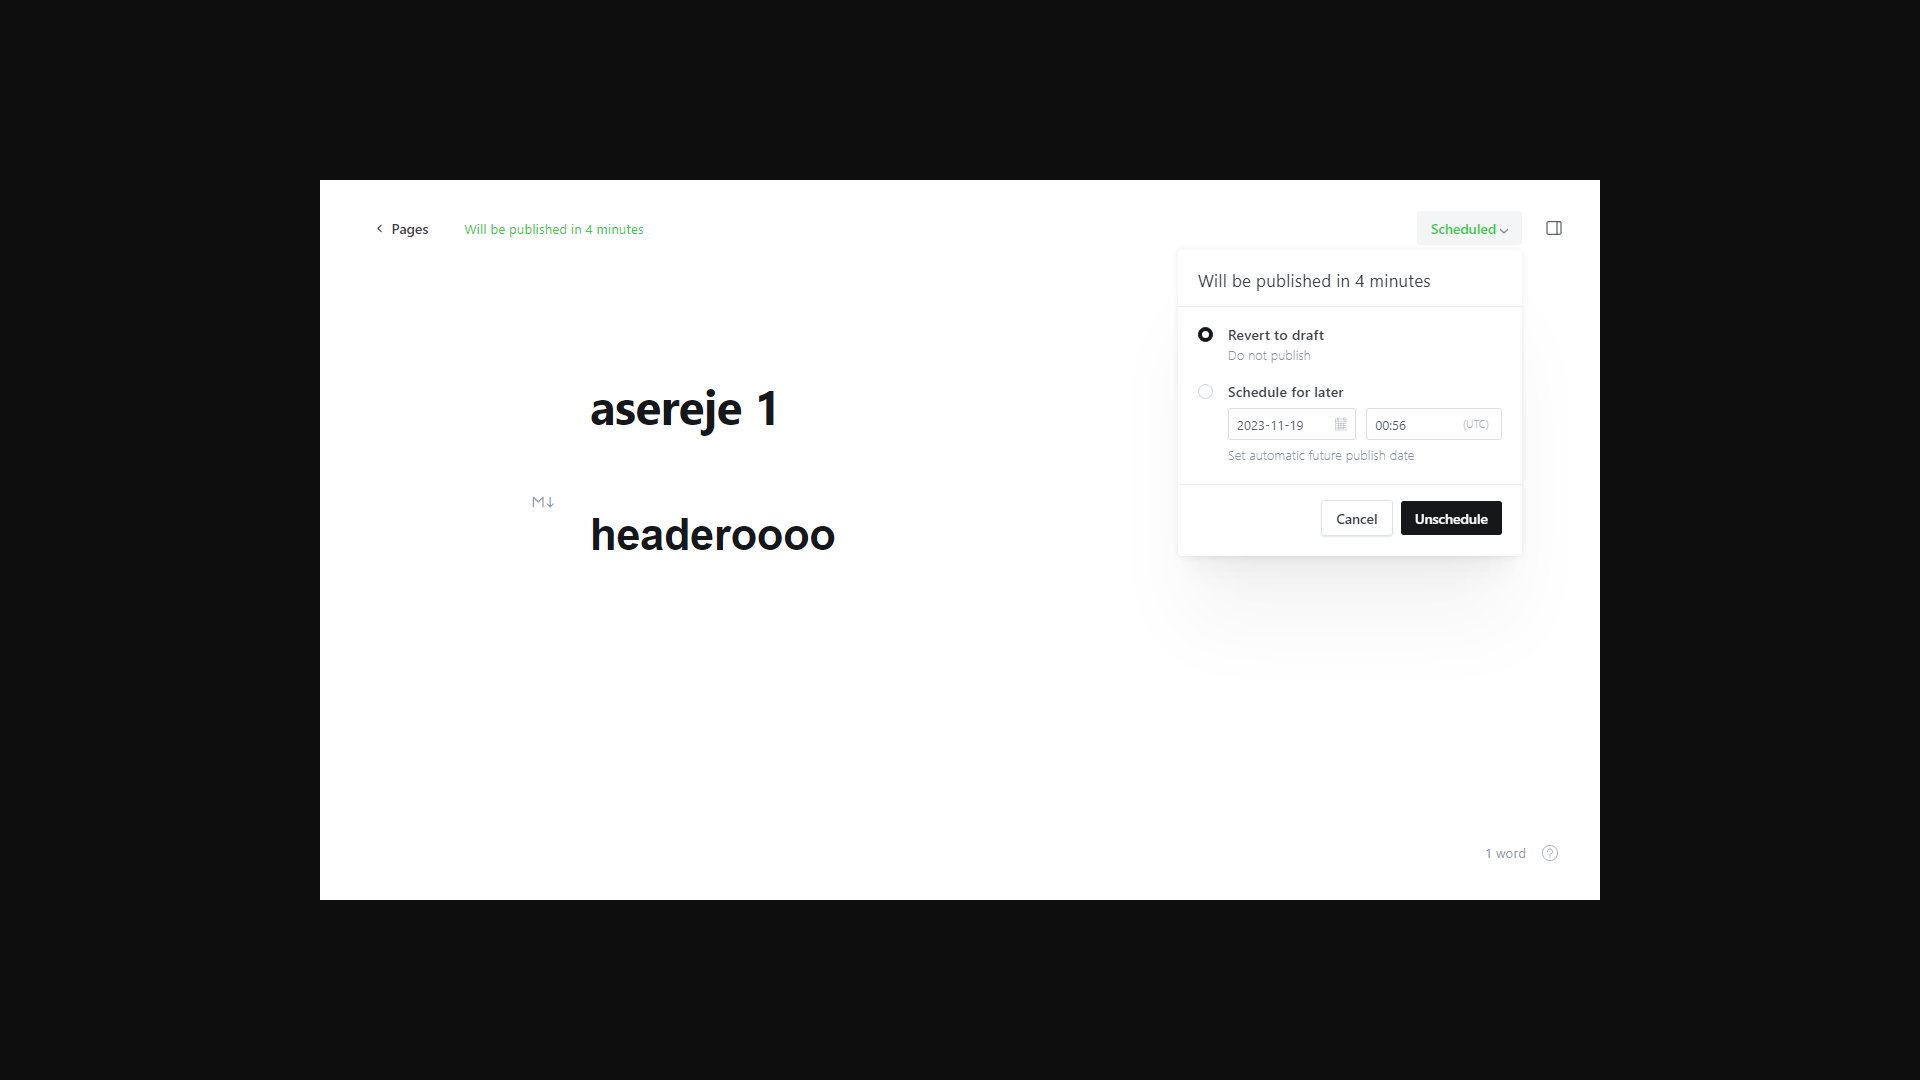 Pages
Will be published in 4 minutes
Scheduled
Will be published in 4 minutes
Revert to draft
Do not publish
Schedule for later
2023-11-19
00:56 (UTC)
Set automatic future publish date
Cancel
Unschedule
asereje 1
M↓
headeroooo
1 word
?